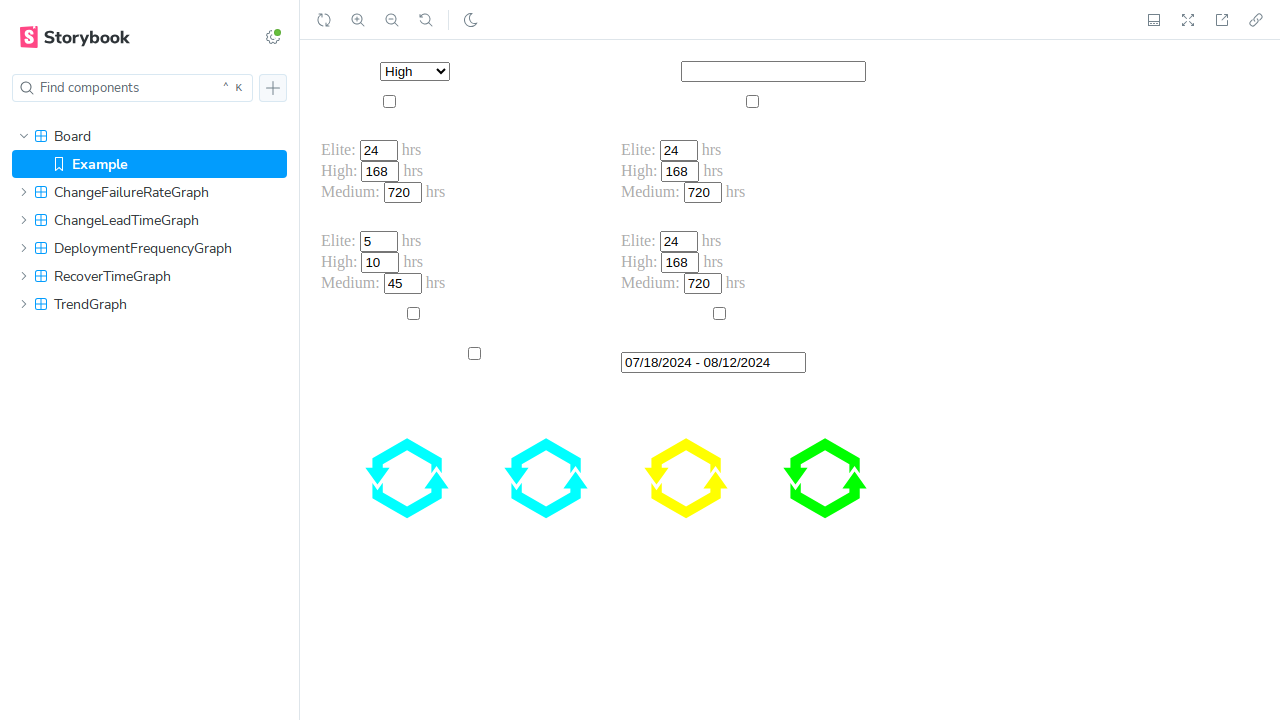 Storybook
Find components
^ K
Board
Example
ChangeFailureRateGraph
ChangeLeadTimeGraph
DeploymentFrequencyGraph
RecoverTimeGraph
TrendGraph
High
Elite: 24 hrs
High: 168 hrs
Medium: 720 hrs
Elite: 24 hrs
High: 168 hrs
Medium: 720 hrs
Elite: 5 hrs
High: 10 hrs
Medium: 45 hrs
Elite: 24 hrs
High: 168 hrs
Medium: 720 hrs
07/18/2024 - 08/12/2024